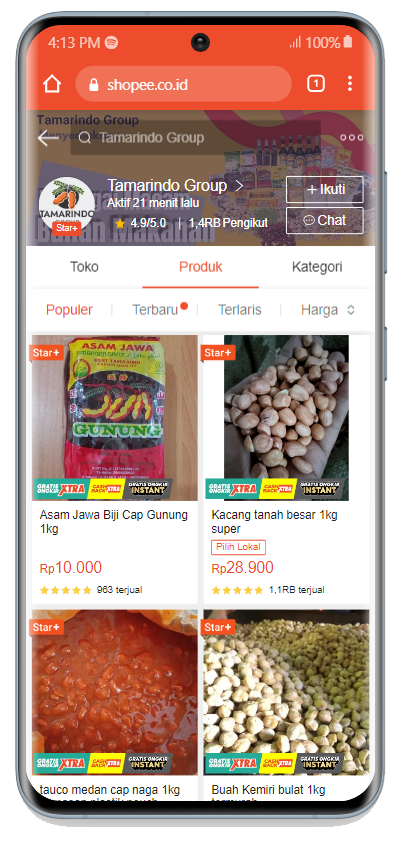 4:13 PM
100%
shopee.co.id
1
Tamarindo Group
Tamarindo Group
Tamarindo Group
Aktif 21 menit lalu
4.9/5.0 | 1,4RB Pengikut
Ikuti
Chat
TAMARINDO
Star+
Makanan
Toko
Produk
Kategori
Populer
Terbaru
Terlaris
Harga
Star+
ASAM JAWA
GUNUNG
GRATIS ONGKIR XTRA
CASHBACK XTRA
GRATIS ONGKIR INSTANT
Star+
GRATIS ONGKIR XTRA
CASHBACK XTRA
GRATIS ONGKIR INSTANT
Asam Jawa Biji Cap Gunung
1kg
Rp10.000
963 terjual
Kacang tanah besar 1kg
super
Pilih Lokal
Rp28.900
1,1RB terjual
Star+
GRATIS ONGKIR XTRA
CASHBACK XTRA
GRATIS ONGKIR INSTANT
Star+
GRATIS ONGKIR XTRA
CASHBACK XTRA
GRATIS ONGKIR INSTANT
tauco medan cap naga 1kg
Buah Kemiri bulat 1kg